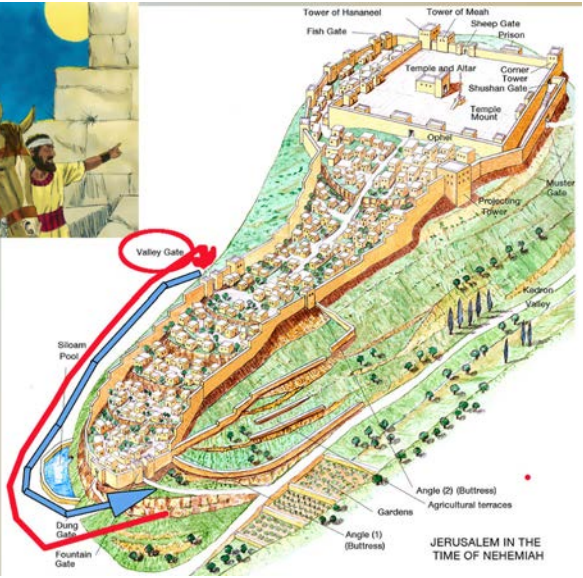 Tower of Hananeel
Tower of Meah
Sheep Gate
Fish Gate
Prison
Temple and Altar
Corner
Tower
Shushan Gate
Temple
Mount
Ophel
Muster
Gate
Projecting
Tower
Valley Gate
Kedron
Valley
Siloam
Pool
Angle (2) (Buttress)
Agricultural terraces
Gardens
Dung
Gate
Angle (1)
(Buttress)
Fountain
Gate
JERUSALEM IN THE
TIME OF NEHEMIAH